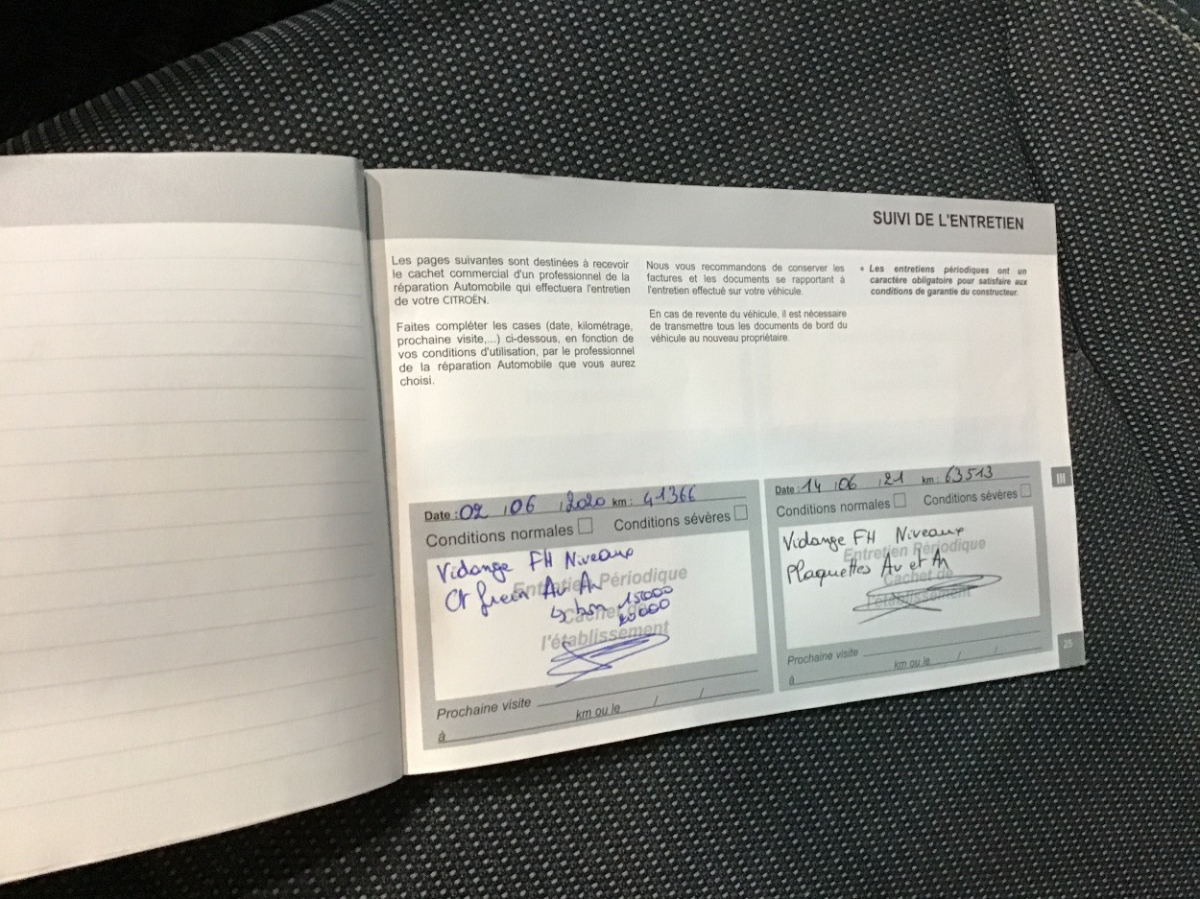 SUIVI DE L'ENTRETIEN
Les pages suivantes sont destinées à recevoir
le cachet commercial d'un professionnel de la
réparation Automobile qui effectuera l'entretien
de votre CITROËN.
Faites compléter les cases (date, kilométrage,
prochaine visite,...) ci-dessous, en fonction de
vos conditions d'utilisation, par le professionnel
de la réparation Automobile que vous aurez
choisi.
Nous vous recommandons de conserver les
factures et les documents se rapportant à
l'entretien effectué sur votre véhicule.
En cas de revente du véhicule, il est nécessaire
de transmettre tous les documents de bord du
véhicule au nouveau propriétaire.
• Les entretiens périodiques ont un
caractère obligatoire pour satisfaire aux
conditions de garantie du constructeur.
Date : 02 / 06 / 2020 km : 41366
Conditions normales Conditions sévères
Vidange FH Niveaux
Ct frein Av Ar
↳ bon 15000
20000
Entretien Périodique
Cachet de
l'établissement
Prochaine visite
à km ou le / /
Date : 14 / 06 / 21 km : 63513
Conditions normales Conditions sévères
Vidange FH Niveaux
Plaquettes Av et Ar
Entretien Périodique
Cachet de
l'établissement
Prochaine visite
à km ou le / /
III
25